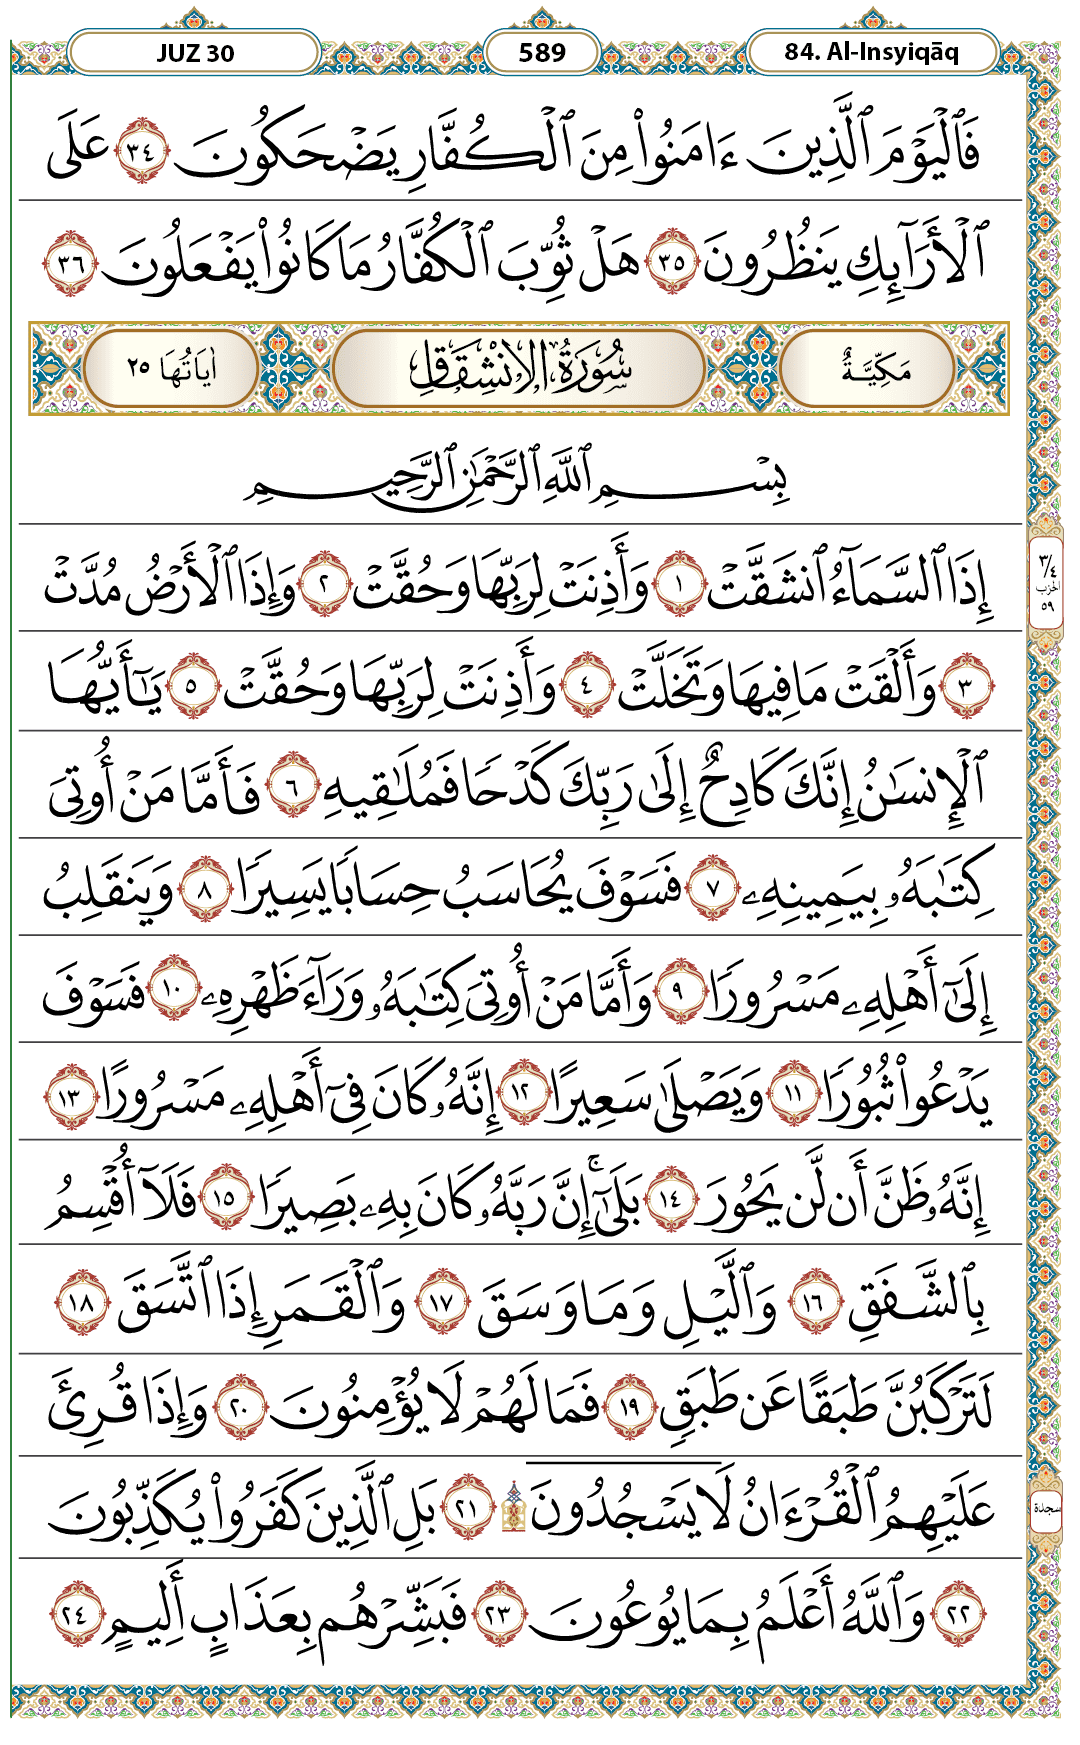 JUZ 30
589
84. Al-Insyiqāq
فَٱلْيَوْمَ ٱلَّذِينَ ءَامَنُوا۟ مِنَ ٱلْكُفَّارِ يَضْحَكُونَ ٣٤ عَلَى
ٱلْأَرَآئِكِ يَنظُرُونَ ٣٥ هَلْ ثُوِّبَ ٱلْكُفَّارُ مَا كَانُوا۟ يَفْعَلُونَ ٣٦
مَكِّيَّةٌ
سُورَةُ الْاِنْشِقَاقِ
اٰيَاتُهَا ٢٥
بِسْمِ ٱللَّهِ ٱلرَّحْمَٰنِ ٱلرَّحِيمِ
إِذَا ٱلسَّمَآءُ ٱنشَقَّتْ ١ وَأَذِنَتْ لِرَبِّهَا وَحُقَّتْ ٢ وَإِذَا ٱلْأَرْضُ مُدَّتْ
٣ وَأَلْقَتْ مَا فِيهَا وَتَخَلَّتْ ٤ وَأَذِنَتْ لِرَبِّهَا وَحُقَّتْ ٥ يَٰٓأَيُّهَا
ٱلْإِنسَٰنُ إِنَّكَ كَادِحٌ إِلَىٰ رَبِّكَ كَدْحًا فَمُلَٰقِيهِ ٦ فَأَمَّا مَنْ أُوتِىَ
كِتَٰبَهُۥ بِيَمِينِهِۦ ٧ فَسَوْفَ يُحَاسَبُ حِسَابًا يَسِيرًا ٨ وَيَنقَلِبُ
إِلَىٰٓ أَهْلِهِۦ مَسْرُورًا ٩ وَأَمَّا مَنْ أُوتِىَ كِتَٰبَهُۥ وَرَآءَ ظَهْرِهِۦ ١٠ فَسَوْفَ
يَدْعُوا۟ ثُبُورًا ١١ وَيَصْلَىٰ سَعِيرًا ١٢ إِنَّهُۥ كَانَ فِىٓ أَهْلِهِۦ مَسْرُورًا ١٣
إِنَّهُۥ ظَنَّ أَن لَّن يَحُورَ ١٤ بَلَىٰٓ ۚ إِنَّ رَبَّهُۥ كَانَ بِهِۦ بَصِيرًا ١٥ فَلَآ أُقْسِمُ
بِٱلشَّفَقِ ١٦ وَٱلَّيْلِ وَمَا وَسَقَ ١٧ وَٱلْقَمَرِ إِذَا ٱتَّسَقَ ١٨
لَتَرْكَبُنَّ طَبَقًا عَن طَبَقٍ ١٩ فَمَا لَهُمْ لَا يُؤْمِنُونَ ٢٠ وَإِذَا قُرِئَ
عَلَيْهِمُ ٱلْقُرْءَانُ لَا يَسْجُدُونَ ۩ ٢١ بَلِ ٱلَّذِينَ كَفَرُوا۟ يُكَذِّبُونَ
٢٢ وَٱللَّهُ أَعْلَمُ بِمَا يُوعُونَ ٢٣ فَبَشِّرْهُم بِعَذَابٍ أَلِيمٍ ٢٤
٣/٤
الحزب
٥٩
سجدة